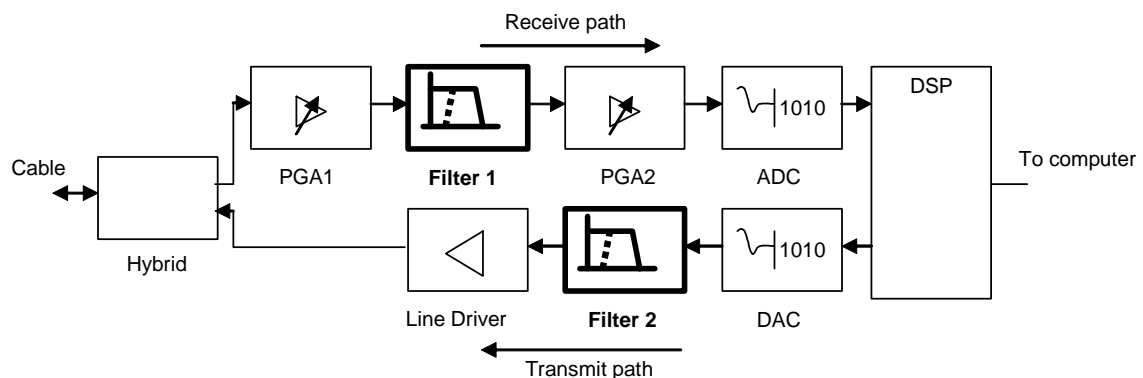 Receive path
1010
DSP
Cable
PGA1
Filter 1
PGA2
ADC
To computer
1010
Hybrid
Line Driver
Filter 2
DAC
Transmit path